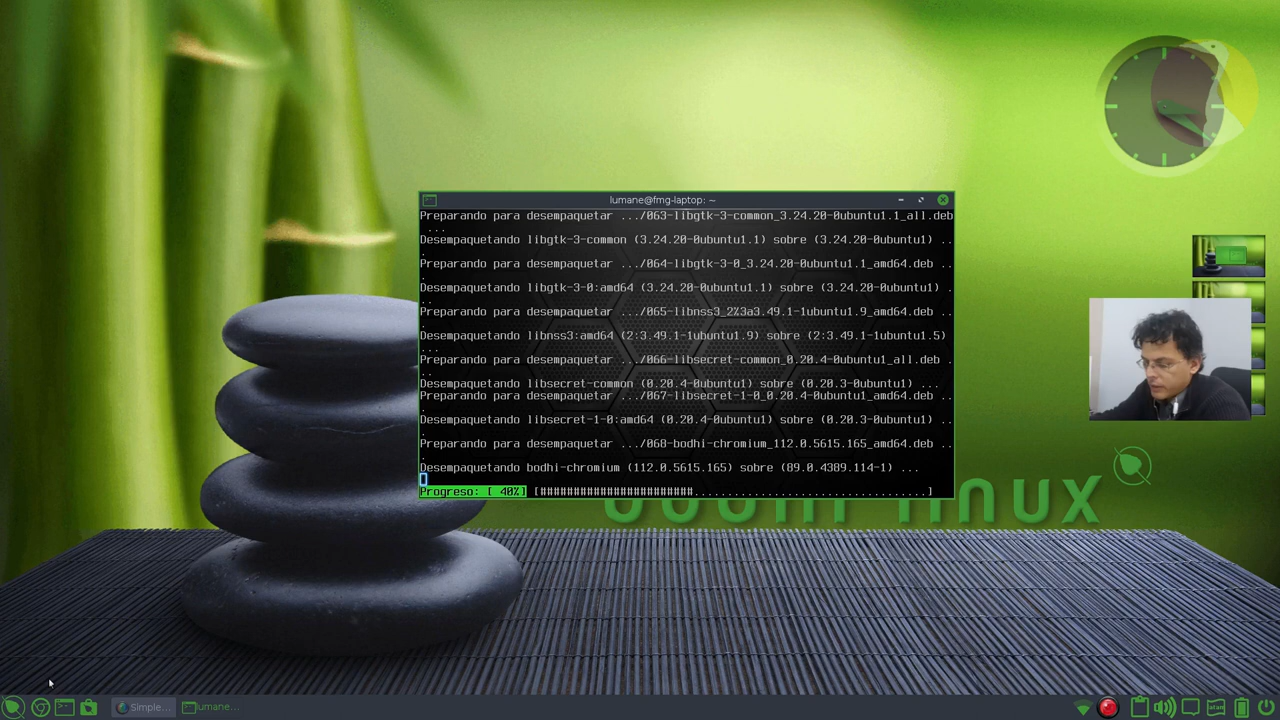 lumane@fmg-laptop: ~
Preparando para desempaquetar .../063-libgtk-3-common_3.24.20-0ubuntu1.1_all.deb
...
Desempaquetando libgtk-3-common (3.24.20-0ubuntu1.1) sobre (3.24.20-0ubuntu1) ..
.
Preparando para desempaquetar .../064-libgtk-3-0_3.24.20-0ubuntu1.1_amd64.deb ..
.
Desempaquetando libgtk-3-0:amd64 (3.24.20-0ubuntu1.1) sobre (3.24.20-0ubuntu1) .
..
Preparando para desempaquetar .../065-libnss3_2%3a3.49.1-1ubuntu1.9_amd64.deb ..
.
Desempaquetando libnss3:amd64 (2:3.49.1-1ubuntu1.9) sobre (2:3.49.1-1ubuntu1.5)
...
Preparando para desempaquetar .../066-libsecret-common_0.20.4-0ubuntu1_all.deb .
..
Desempaquetando libsecret-common (0.20.4-0ubuntu1) sobre (0.20.3-0ubuntu1) ...
Preparando para desempaquetar .../067-libsecret-1-0_0.20.4-0ubuntu1_amd64.deb ..
.
Desempaquetando libsecret-1-0:amd64 (0.20.4-0ubuntu1) sobre (0.20.3-0ubuntu1) ..
.
Preparando para desempaquetar .../068-bodhi-chromium_112.0.5615.165_amd64.deb ..
.
Desempaquetando bodhi-chromium (112.0.5615.165) sobre (89.0.4389.114-1) ...
Progreso: [ 40%] [#######################...................................]
bodhi linux
Simple...
lumane...